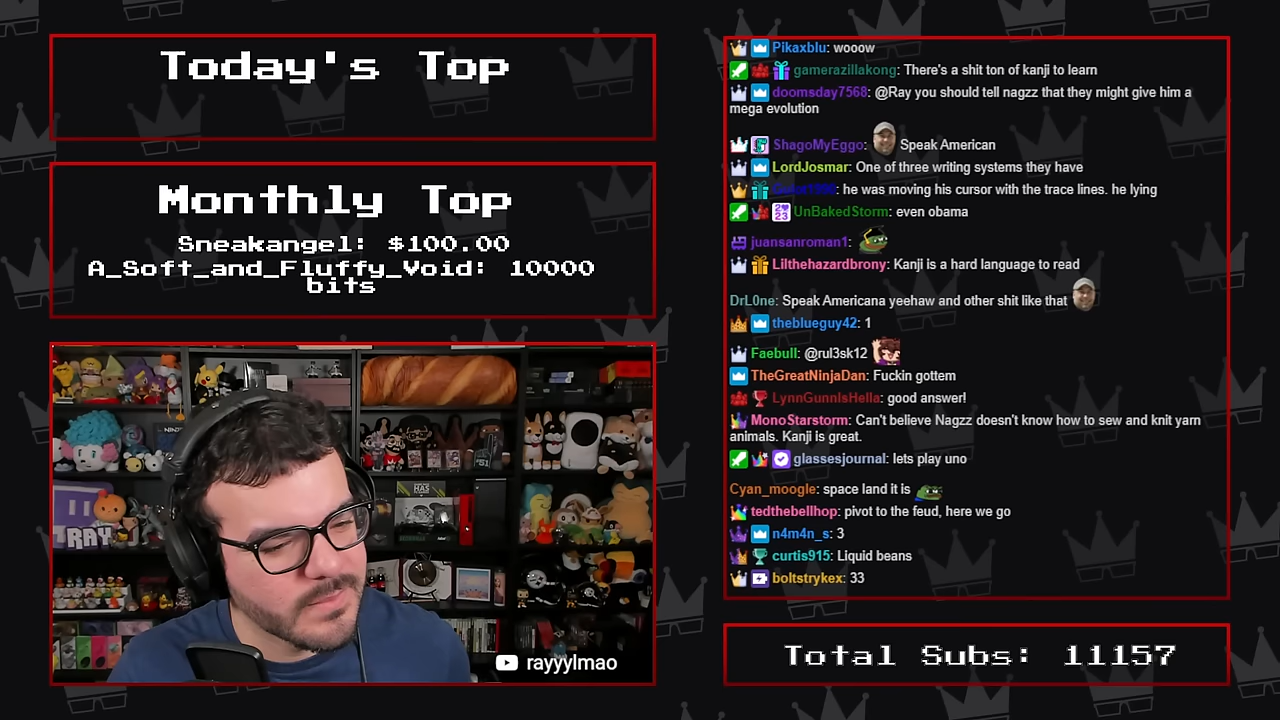 Today's Top
Monthly Top
Sneakangel: $100.00
A_Soft_and_Fluffy_Void: 10000
bits
RAY
HAS
rayyylmao
Pikaxblu: wooow
gamerazillakong: There's a shit ton of kanji to learn
doomsday7568: @Ray you should tell nagzz that they might give him a
mega evolution
ShagoMyEggo: Speak American
LordJosmar: One of three writing systems they have
: he was moving his cursor with the trace lines. he lying
UnBakedStorm: even obama
juansanroman1:
Lilthehazardbrony: Kanji is a hard language to read
DrL0ne: Speak Americana yeehaw and other shit like that
theblueguy42: 1
Faebull: @rul3sk12
TheGreatNinjaDan: Fuckin gottem
LynnGunnIsHella: good answer!
MonoStarstorm: Can't believe Nagzz doesn't know how to sew and knit yarn
animals. Kanji is great.
glassesjournal: lets play uno
Cyan_moogle: space land it is
tedthebellhop: pivot to the feud, here we go
n4m4n_s: 3
curtis915: Liquid beans
boltstrykex: 33
Total Subs: 11157